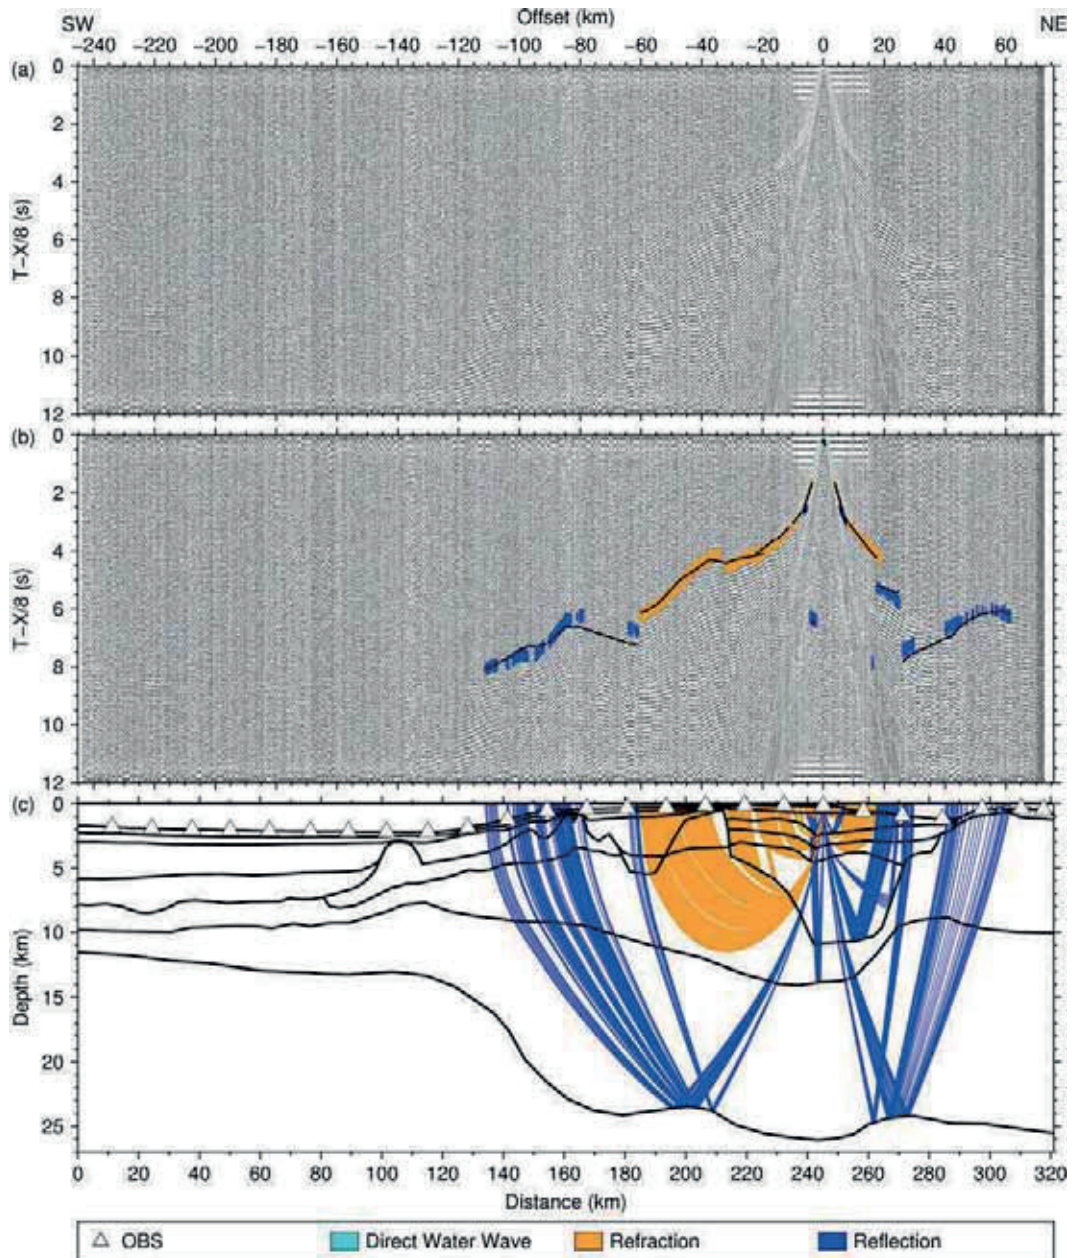 SW Offset (km) NE
−240 −220 −200 −180 −160 −140 −120 −100 −80 −60 −40 −20 0 20 40 60
(a)
0
2
4
6
8
10
12
T−X/8 (s)
(b)
0
2
4
6
8
10
12
T−X/8 (s)
(c)
0
5
10
15
20
25
Depth (km)
0 20 40 60 80 100 120 140 160 180 200 220 240 260 280 300 320
Distance (km)
OBS Direct Water Wave Refraction Reflection